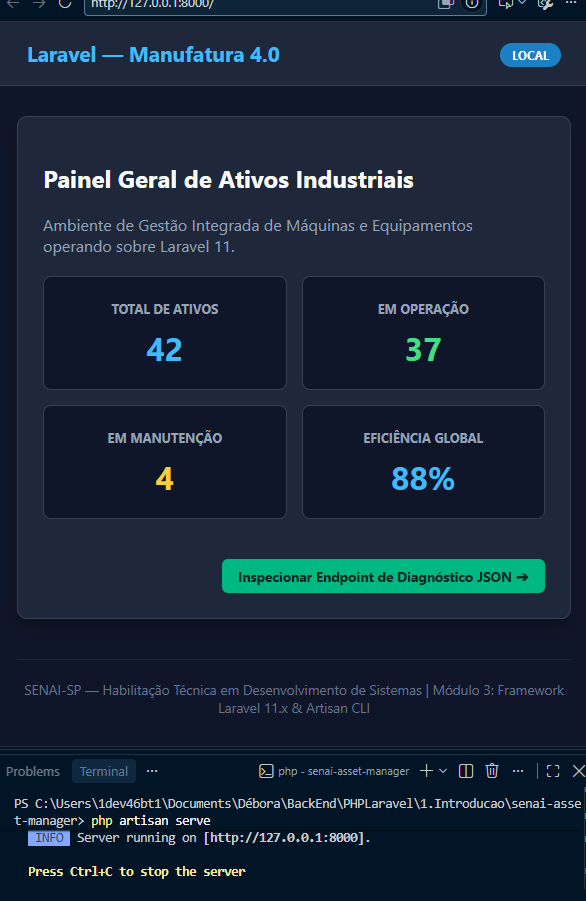 http://127.0.0.1:8000/
Laravel — Manufatura 4.0
LOCAL
Painel Geral de Ativos Industriais
Ambiente de Gestão Integrada de Máquinas e Equipamentos
operando sobre Laravel 11.
TOTAL DE ATIVOS
42
EM OPERAÇÃO
37
EM MANUTENÇÃO
4
EFICIÊNCIA GLOBAL
88%
Inspecionar Endpoint de Diagnóstico JSON ➔
SENAI-SP — Habilitação Técnica em Desenvolvimento de Sistemas | Módulo 3: Framework
Laravel 11.x & Artisan CLI
Problems
Terminal
···
php - senai-asset-manager
PS C:\Users\1dev46bt1\Documents\Débora\BackEnd\PHPLaravel\1.Introducao\senai-asse
t-manager> php artisan serve
INFO Server running on [http://127.0.0.1:8000].
Press Ctrl+C to stop the server